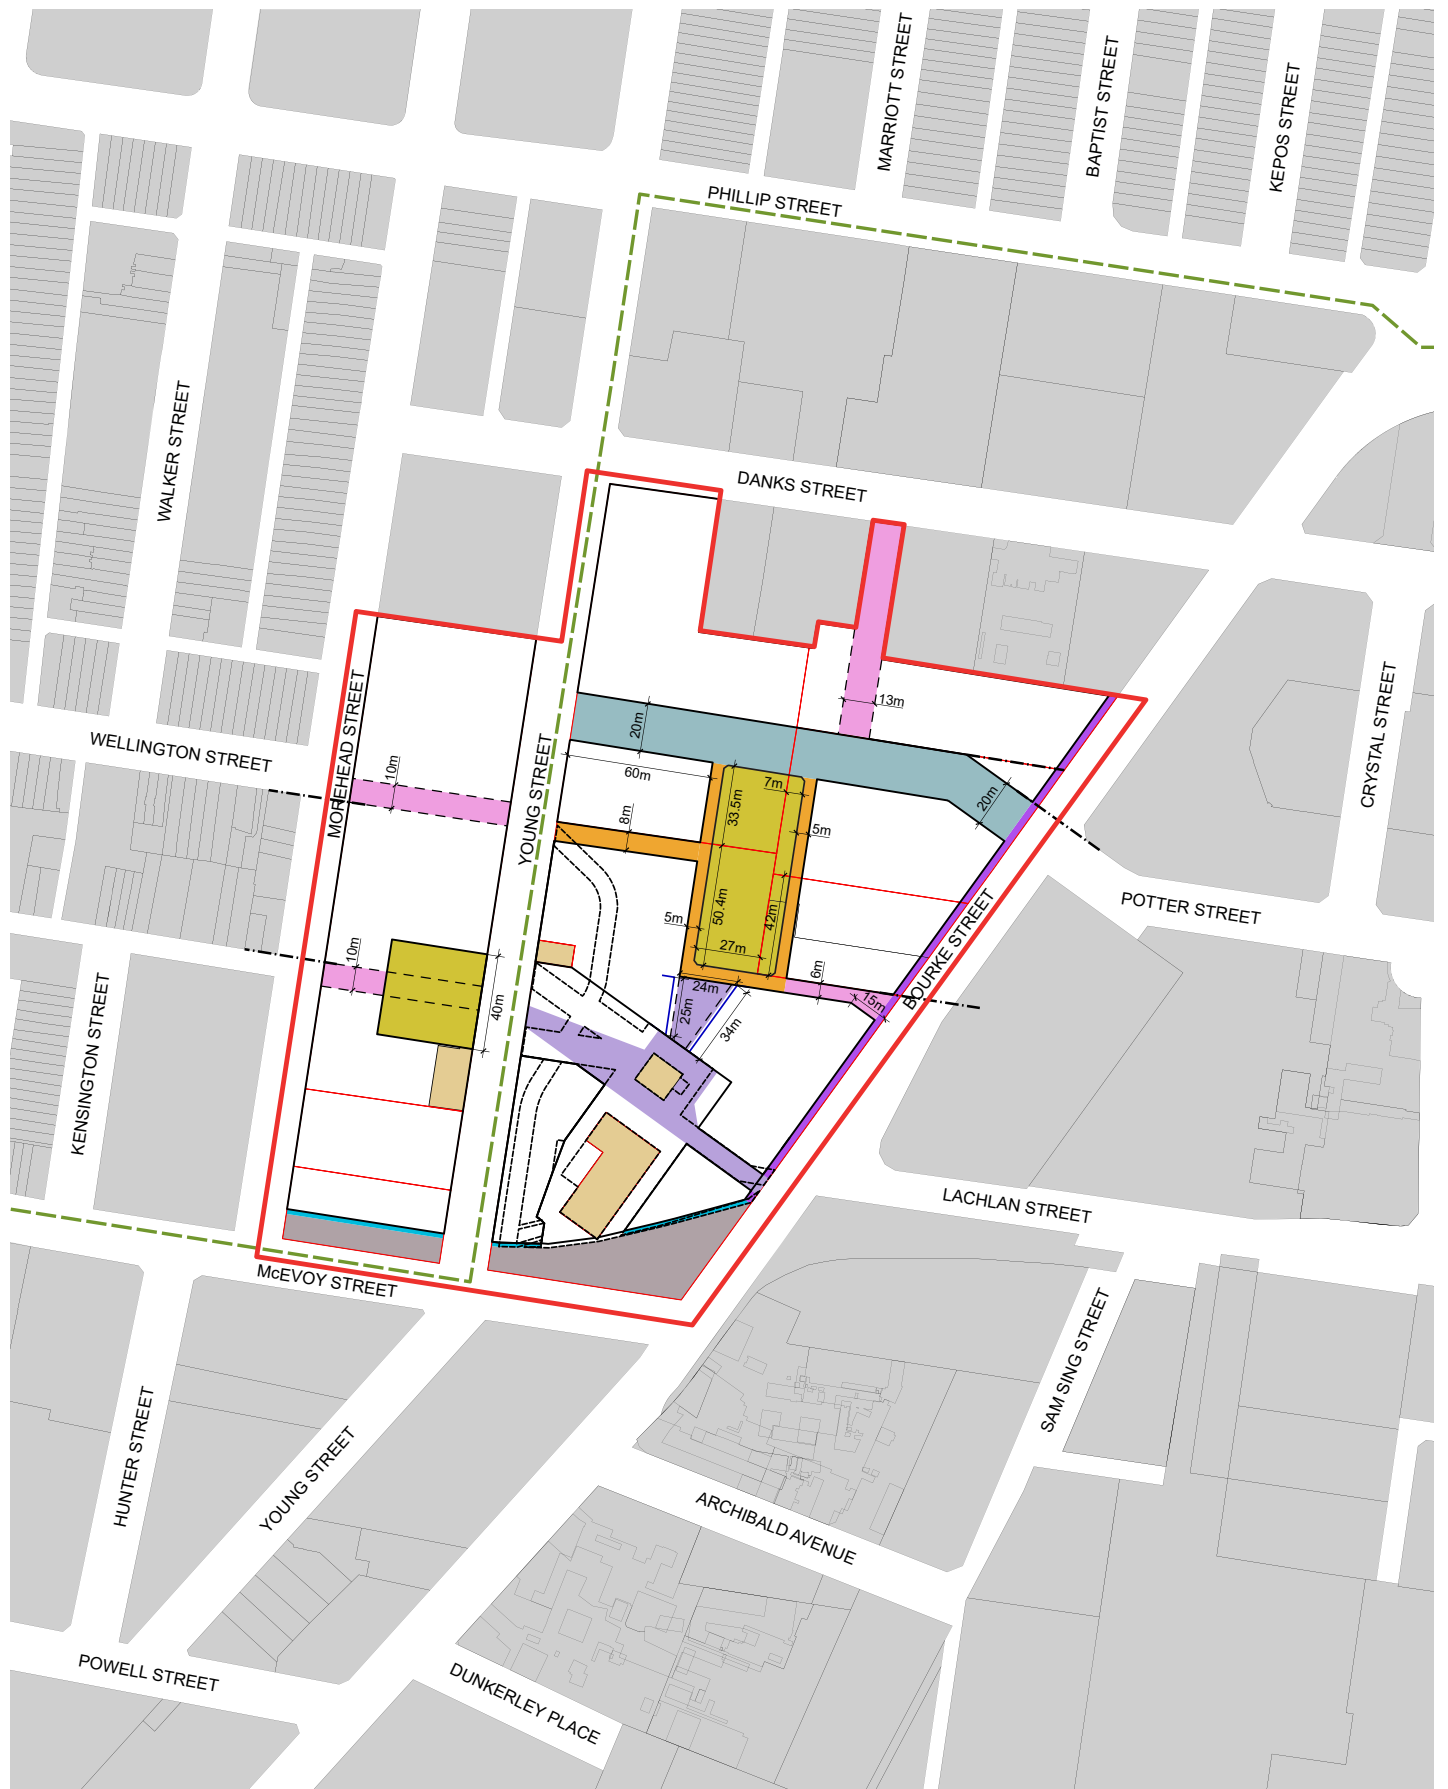 MARRIOTT STREET
BAPTIST STREET
KEPOS STREET
PHILLIP STREET
WALKER STREET
DANKS STREET
MOREHEAD STREET
CRYSTAL STREET
13m
20m
WELLINGTON STREET
10m
YOUNG STREET
60m
7m
33.5m
20m
8m
5m
POTTER STREET
50.4m
42m
5m
27m
BOURKE STREET
10m
6m
24m
15m
40m
25m
34m
KENSINGTON STREET
LACHLAN STREET
McEVOY STREET
SAM SING STREET
HUNTER STREET
YOUNG STREET
ARCHIBALD AVENUE
POWELL STREET
DUNKERLEY PLACE